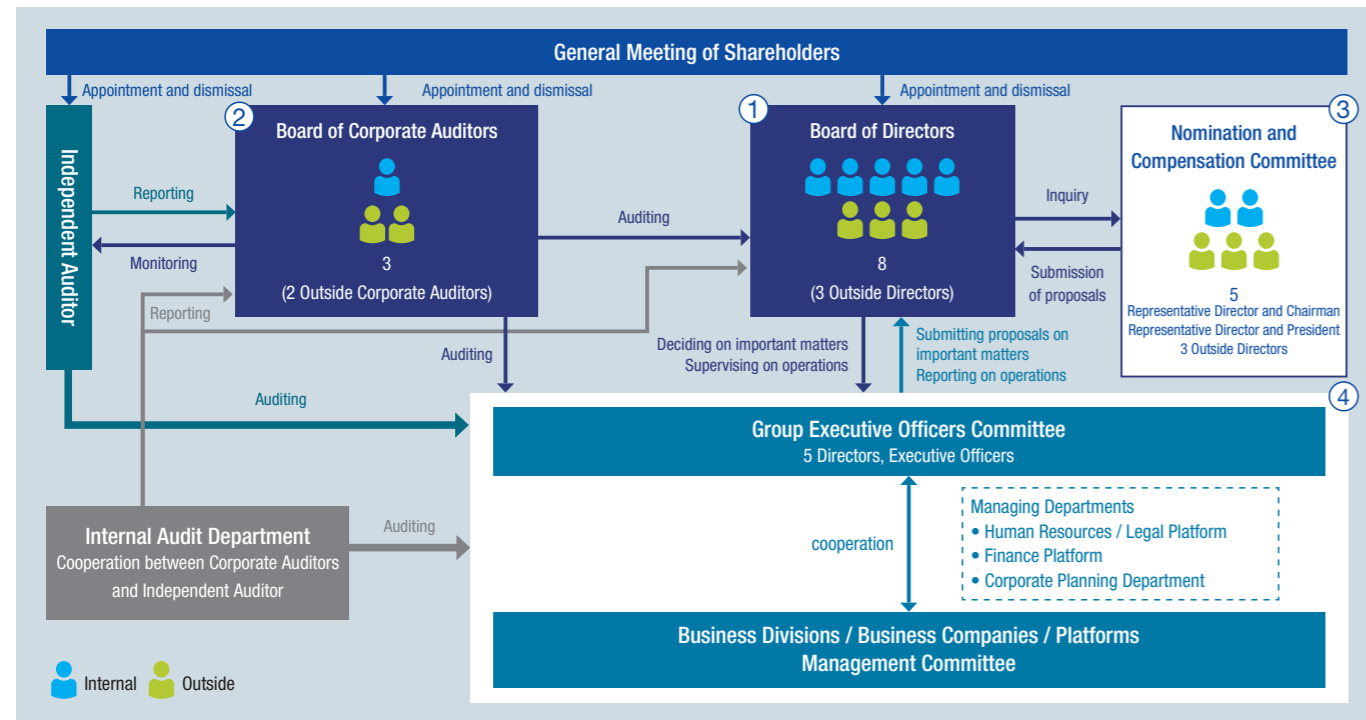 General Meeting of Shareholders
Appointment and dismissal
Appointment and dismissal
Appointment and dismissal
Independent Auditor
2
Board of Corporate Auditors
3
(2 Outside Corporate Auditors)
1
Board of Directors
8
(3 Outside Directors)
3
Nomination and
Compensation Committee
5
Representative Director and Chairman
Representative Director and President
3 Outside Directors
Reporting
Monitoring
Reporting
Auditing
Inquiry
Submission
of proposals
Auditing
Deciding on important matters
Supervising on operations
Submitting proposals on
important matters
Reporting on operations
Auditing
4
Group Executive Officers Committee
5 Directors, Executive Officers
Internal Audit Department
Cooperation between Corporate Auditors
and Independent Auditor
Auditing
cooperation
Managing Departments
• Human Resources / Legal Platform
• Finance Platform
• Corporate Planning Department
Business Divisions / Business Companies / Platforms
Management Committee
Internal
Outside